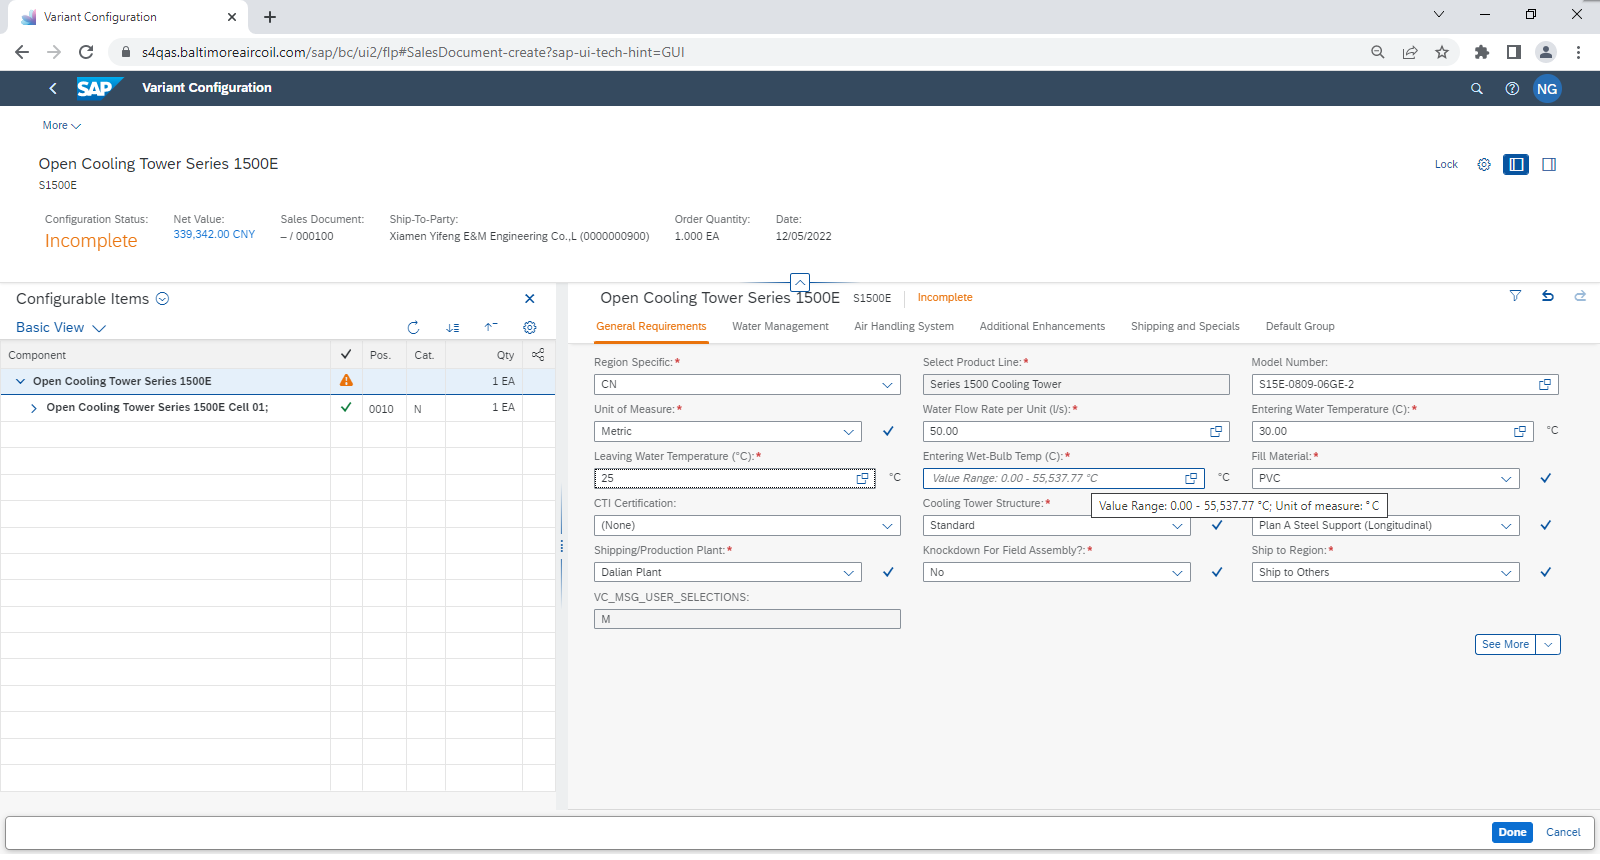 Variant Configuration
s4qas.baltimoreaircoil.com/sap/bc/ui2/flp#SalesDocument-create?sap-ui-tech-hint=GUI
SAP Variant Configuration NG
More
Open Cooling Tower Series 1500E
S1500E
Lock
Configuration Status: Net Value: Sales Document: Ship-To-Party: Order Quantity: Date:
Incomplete 339,342.00 CNY – / 000100 Xiamen Yifeng E&M Engineering Co.,L (0000000900) 1.000 EA 12/05/2022
Configurable Items
Basic View
Component Pos. Cat. Qty
Open Cooling Tower Series 1500E 1 EA
Open Cooling Tower Series 1500E Cell 01; 0010 N 1 EA
Open Cooling Tower Series 1500E S1500E Incomplete
General Requirements Water Management Air Handling System Additional Enhancements Shipping and Specials Default Group
Region Specific:* Select Product Line:* Model Number:
CN Series 1500 Cooling Tower S15E-0809-06GE-2
Unit of Measure:* Water Flow Rate per Unit (l/s):* Entering Water Temperature (C):*
Metric 50.00 30.00 °C
Leaving Water Temperature (°C):* Entering Wet-Bulb Temp (C):* Fill Material:*
25 °C Value Range: 0.00 - 55,537.77 °C °C PVC
CTI Certification: Cooling Tower Structure:*
Value Range: 0.00 - 55,537.77 °C; Unit of measure: °C
(None) Standard Plan A Steel Support (Longitudinal)
Shipping/Production Plant:* Knockdown For Field Assembly?:* Ship to Region:*
Dalian Plant No Ship to Others
VC_MSG_USER_SELECTIONS:
M
See More
Done Cancel